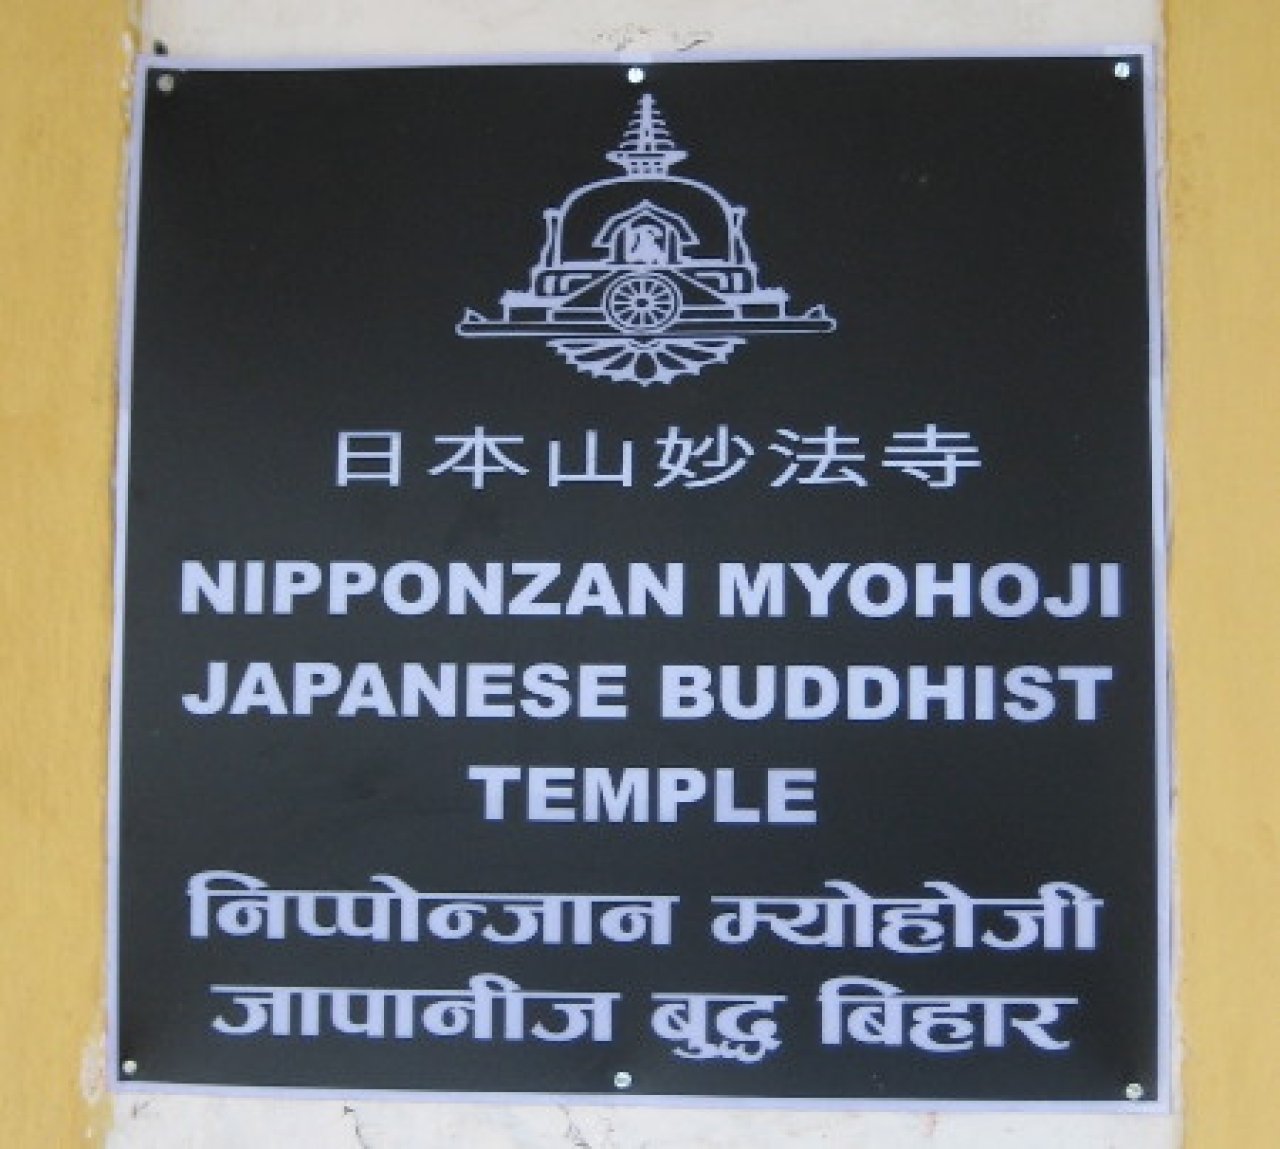 日本山妙法寺
NIPPONZAN MYOHOJI
JAPANESE BUDDHIST
TEMPLE
निप्पोन्जान म्योहोजी
जापानीज बुद्ध बिहार